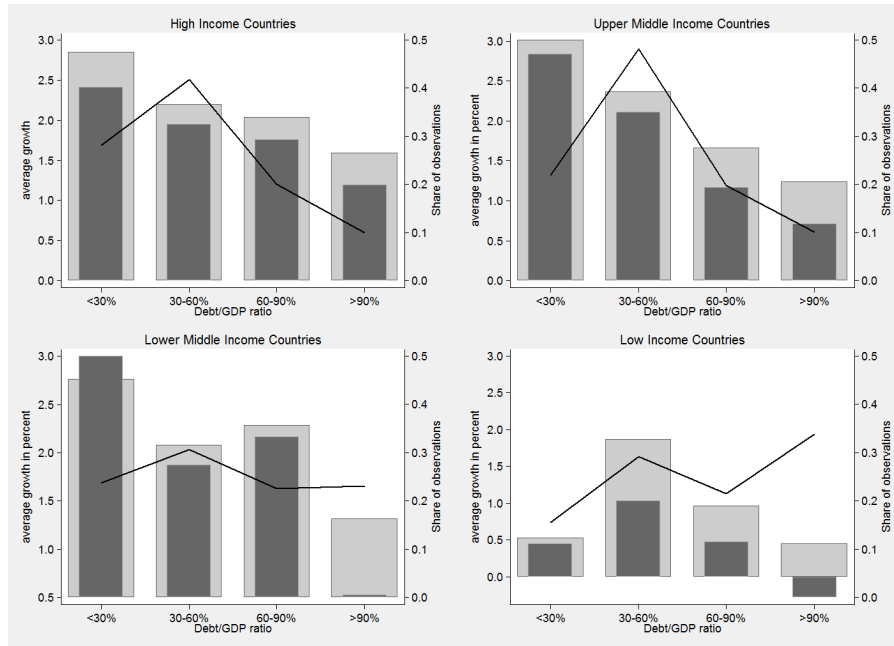 High Income Countries
average growth
3.0
2.5
2.0
1.5
1.0
0.5
0.0
0.5
0.4
0.3
0.2
0.1
0.0
Share of observations
<30% 30-60% 60-90% >90%
Debt/GDP ratio
Upper Middle Income Countries
average growth in percent
3.0
2.5
2.0
1.5
1.0
0.5
0.0
0.5
0.4
0.3
0.2
0.1
0.0
Share of observations
<30% 30-60% 60-90% >90%
Debt/GDP ratio
Lower Middle Income Countries
average growth in percent
3.0
2.5
2.0
1.5
1.0
0.5
0.5
0.4
0.3
0.2
0.1
0.0
Share of observations
<30% 30-60% 60-90% >90%
Debt/GDP ratio
Low Income Countries
average growth in percent
3.0
2.5
2.0
1.5
1.0
0.5
0.0
0.5
0.4
0.3
0.2
0.1
0.0
Share of observations
<30% 30-60% 60-90% >90%
Debt/GDP ratio